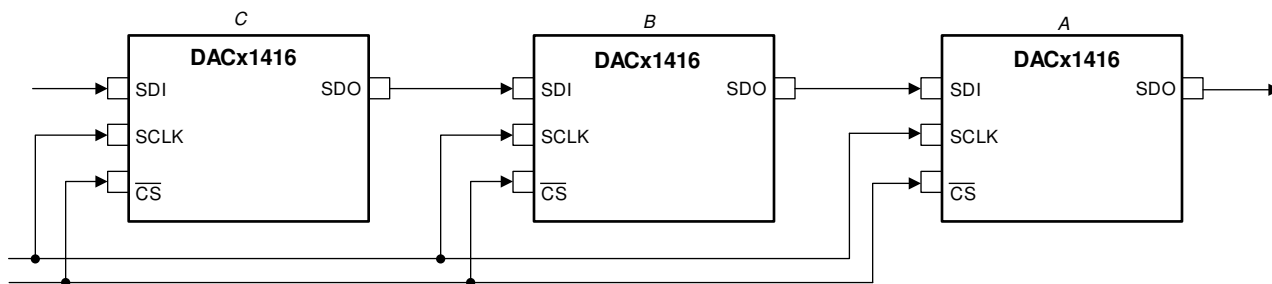 C
DACx1416
SDI
SDO
SCLK
CS
B
DACx1416
SDI
SDO
SCLK
CS
A
DACx1416
SDI
SDO
SCLK
CS